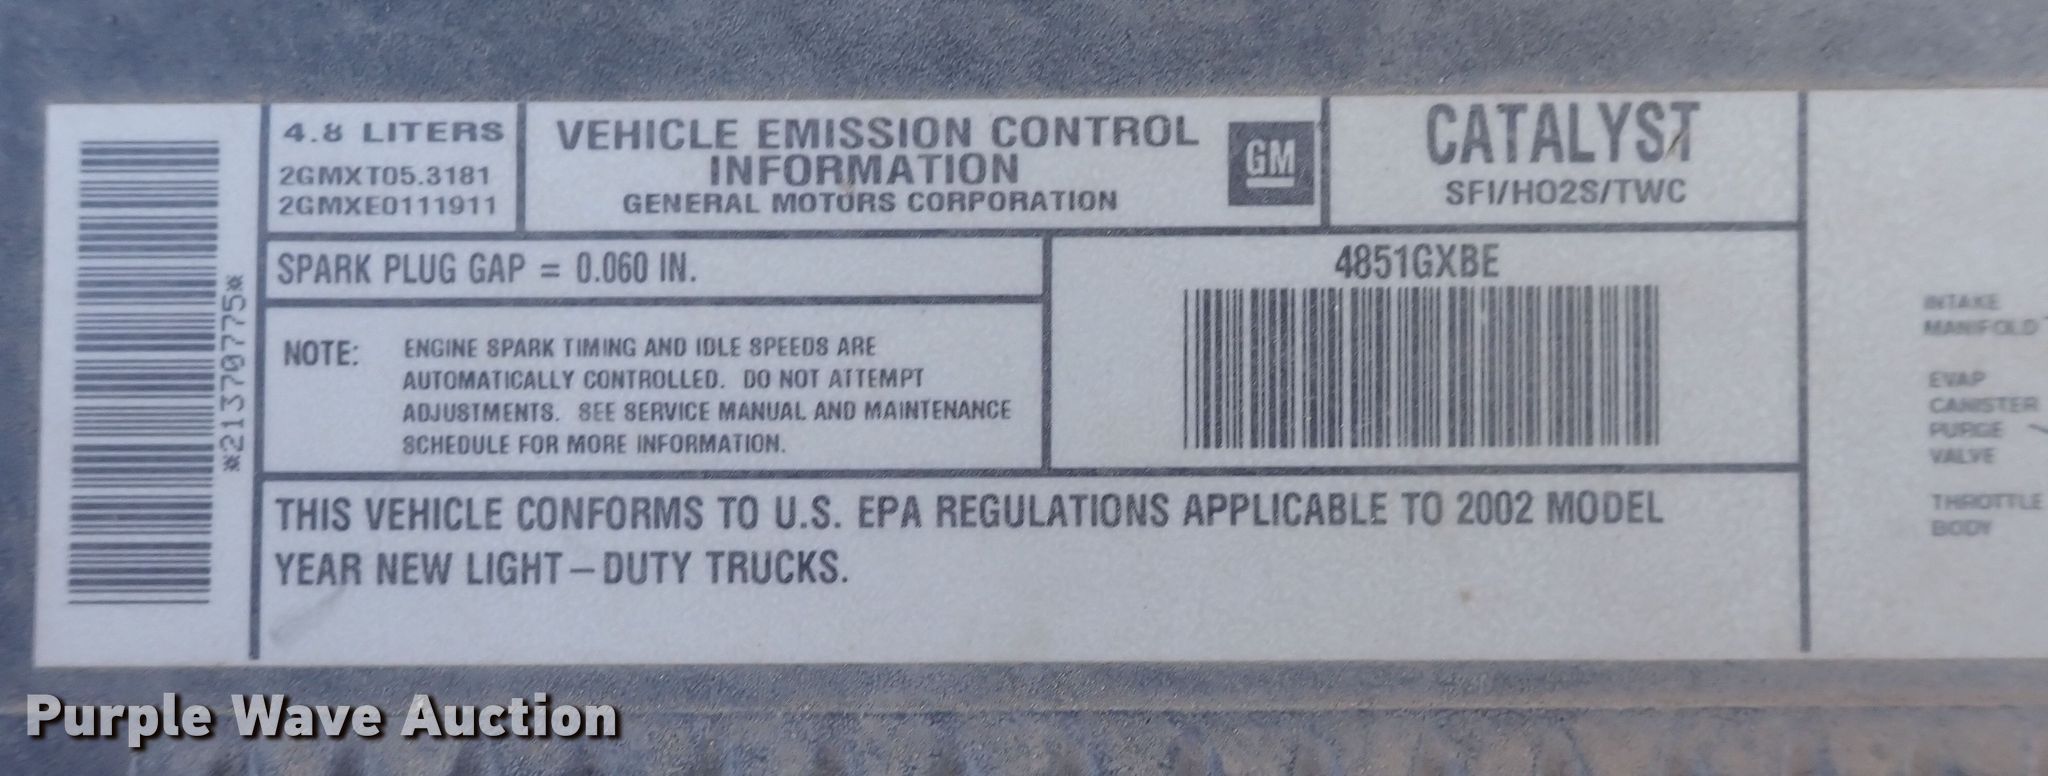 *21370775*
4.8 LITERS
2GMXT05.3181
2GMXE0111911
VEHICLE EMISSION CONTROL
INFORMATION
GENERAL MOTORS CORPORATION
GM
CATALYST
SFI/HO2S/TWC
SPARK PLUG GAP = 0.060 IN.
4851GXBE
NOTE: ENGINE SPARK TIMING AND IDLE SPEEDS ARE
AUTOMATICALLY CONTROLLED. DO NOT ATTEMPT
ADJUSTMENTS. SEE SERVICE MANUAL AND MAINTENANCE
SCHEDULE FOR MORE INFORMATION.
THIS VEHICLE CONFORMS TO U.S. EPA REGULATIONS APPLICABLE TO 2002 MODEL
YEAR NEW LIGHT–DUTY TRUCKS.
INTAKE
MANIFOLD
EVAP
CANISTER
PURGE
VALVE
THROTTLE
BODY
Purple Wave Auction